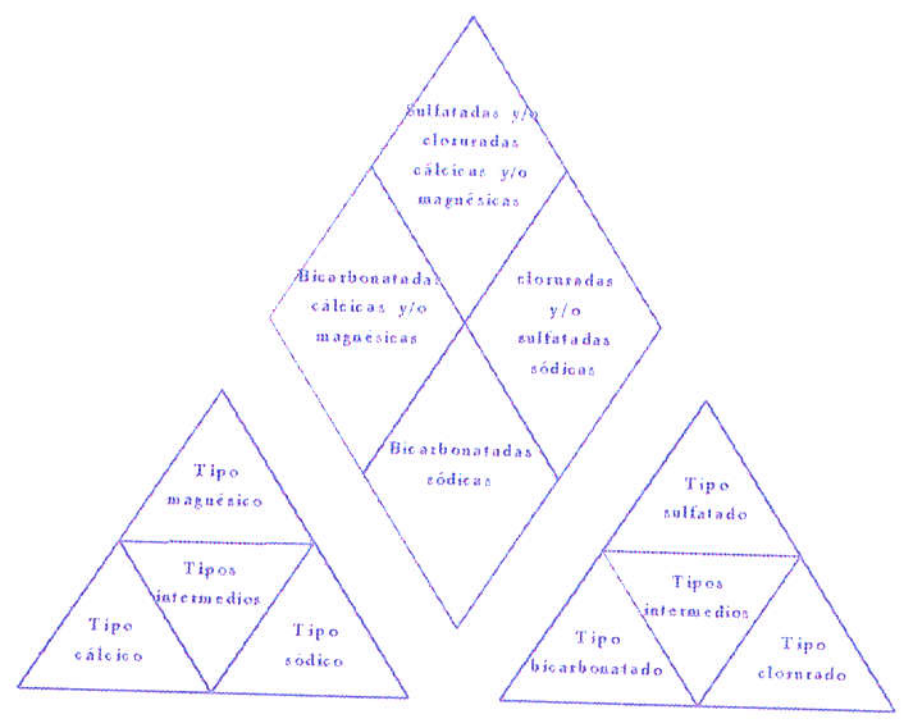 Sulfatadas y/o
cloruradas
cálcicas y/o
magnésicas
Bicarbonatadas
cálcicas y/o
magnésicas
cloruradas
y/o
sulfatadas
sódicas
Bicarbonatadas
sódicas
Tipo
magnésico
Tipos
intermedios
Tipo
cálcico
Tipo
sódico
Tipo
sulfatado
Tipos
intermedios
Tipo
bicarbonatado
Tipo
clorurado